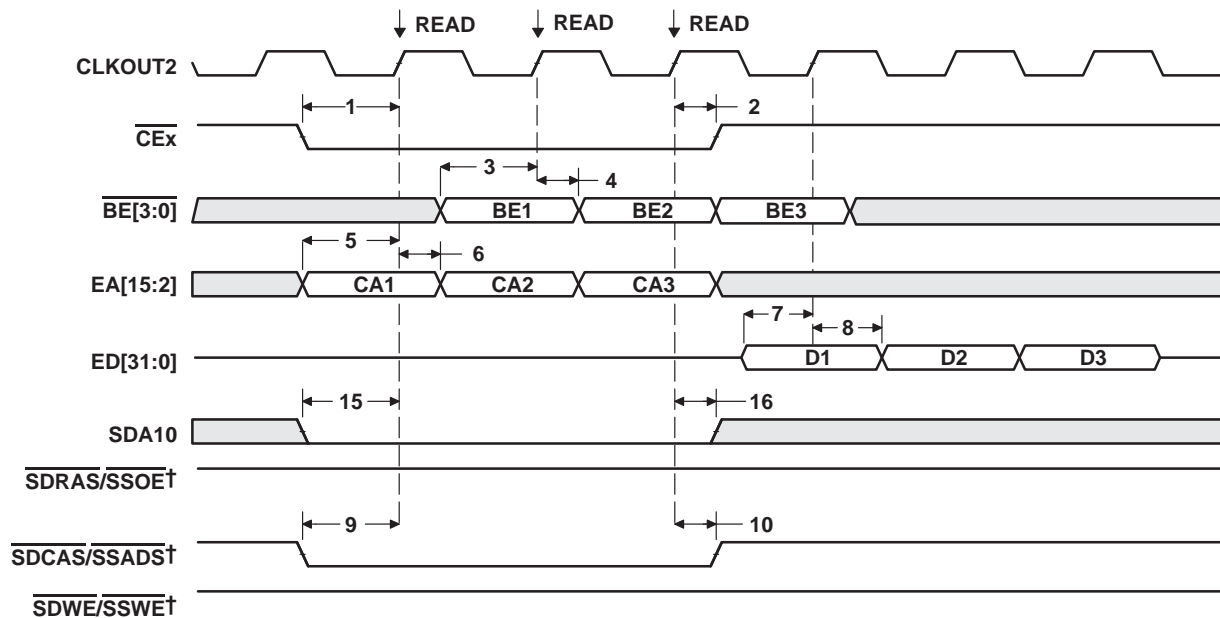 READ READ READ
CLKOUT2
1 2
CEx
3 4
BE[3:0] BE1 BE2 BE3
5 6
EA[15:2] CA1 CA2 CA3
7 8
ED[31:0] D1 D2 D3
15 16
SDA10
SDRAS/SSOE†
9 10
SDCAS/SSADS†
SDWE/SSWE†